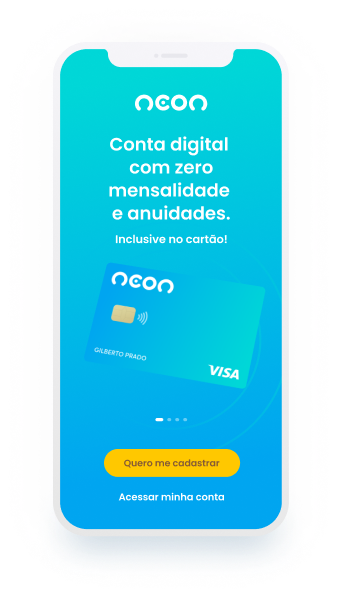 neon
Conta digital
com zero
mensalidade
e anuidades.
Inclusive no cartão!
neon
GILBERTO PRADO
VISA
Quero me cadastrar
Acessar minha conta